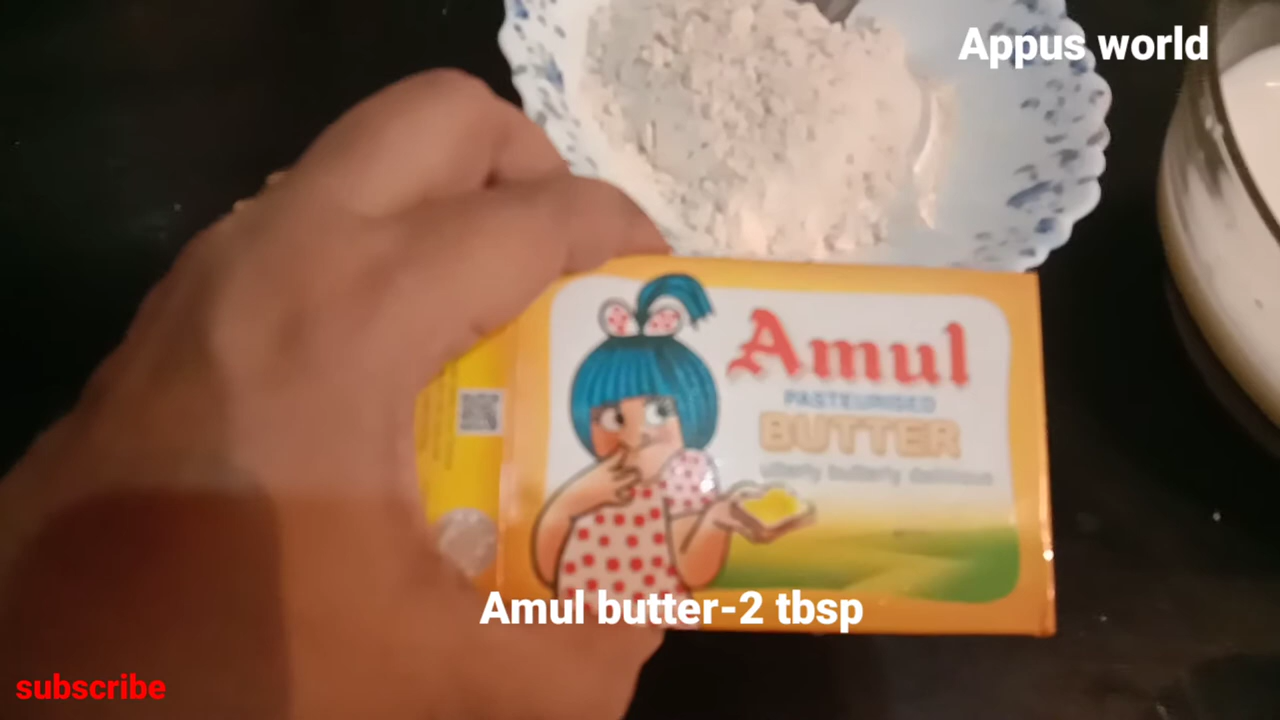 Appus world
Amul
PASTEURISED
BUTTER
utterly butterly delicious
Amul butter-2 tbsp
subscribe